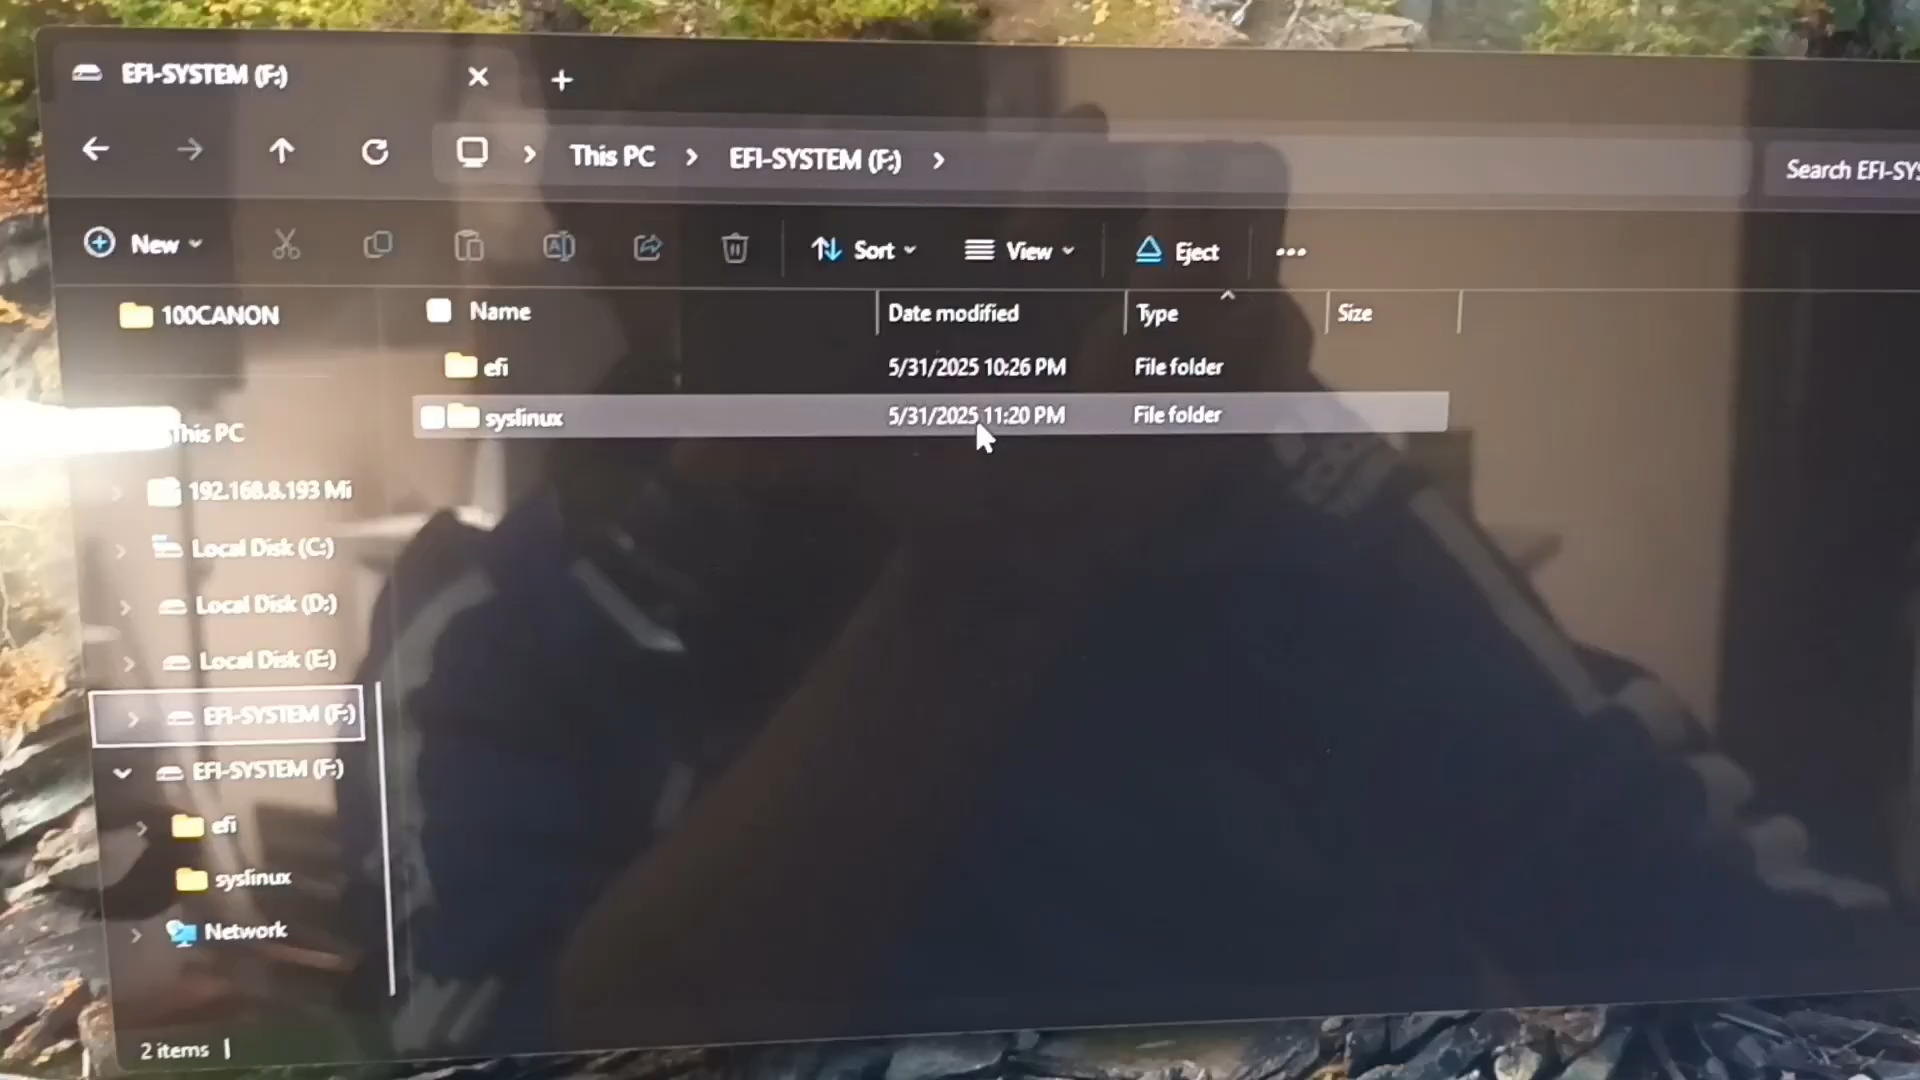 EFI-SYSTEM (F:)
This PC > EFI-SYSTEM (F:) >
Search EFI-SYS
New
Sort
View
Eject
Name Date modified Type Size
efi 5/31/2025 10:26 PM File folder
syslinux 5/31/2025 11:20 PM File folder
100CANON
This PC
192.168.8.193 Mi
Local Disk (C:)
Local Disk (D:)
Local Disk (E:)
EFI-SYSTEM (F:)
EFI-SYSTEM (F:)
efi
syslinux
Network
2 items